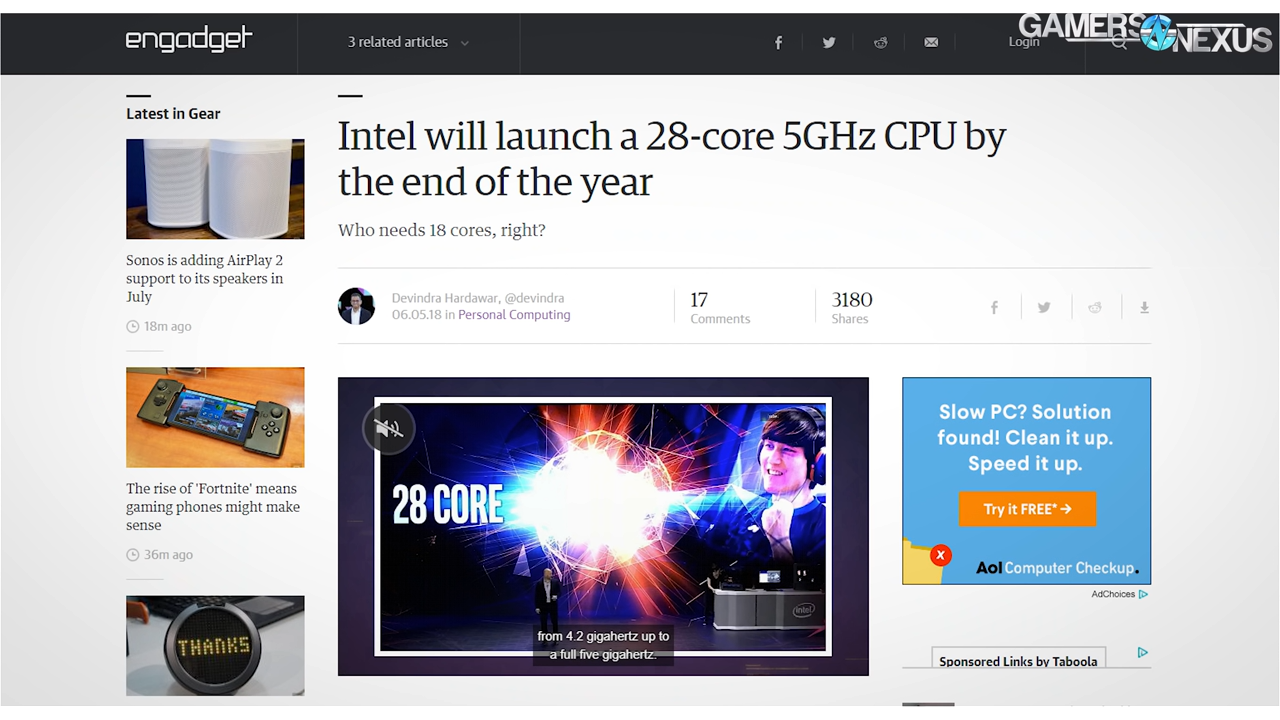 engadget
3 related articles
Login
GAMERS NEXUS
Latest in Gear
Sonos is adding AirPlay 2
support to its speakers in
July
18m ago
The rise of 'Fortnite' means
gaming phones might make
sense
36m ago
THANKS
Intel will launch a 28-core 5GHz CPU by
the end of the year
Who needs 18 cores, right?
Devindra Hardawar, @devindra
06.05.18 in Personal Computing
17
Comments
3180
Shares
28 CORE
intel
from 4.2 gigahertz up to
a full five gigahertz.
Slow PC? Solution
found! Clean it up.
Speed it up.
Try it FREE* →
X
Aol Computer Checkup.
AdChoices
Sponsored Links by Taboola